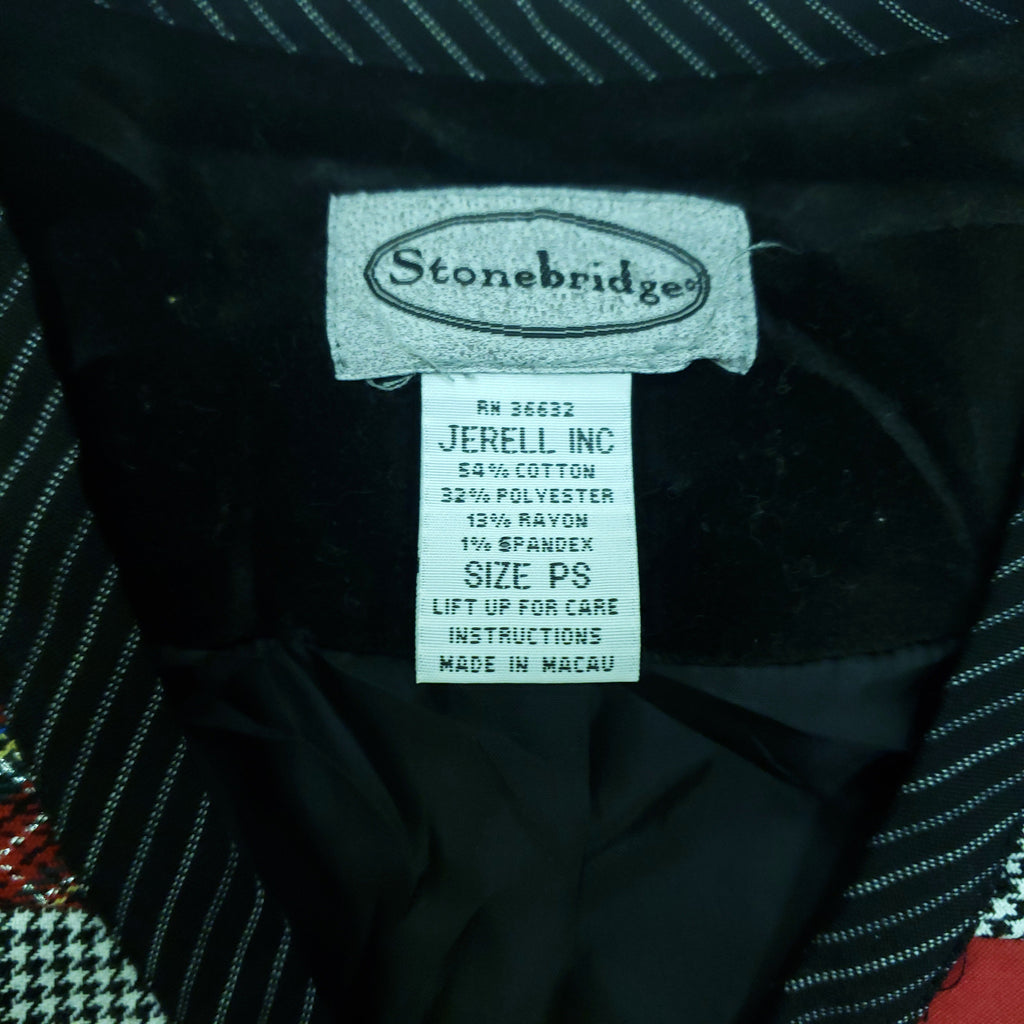 Stonebridge®
RN 36632
JERELL INC
54% COTTON
32% POLYESTER
13% RAYON
1% SPANDEX
SIZE PS
LIFT UP FOR CARE
INSTRUCTIONS
MADE IN MACAU